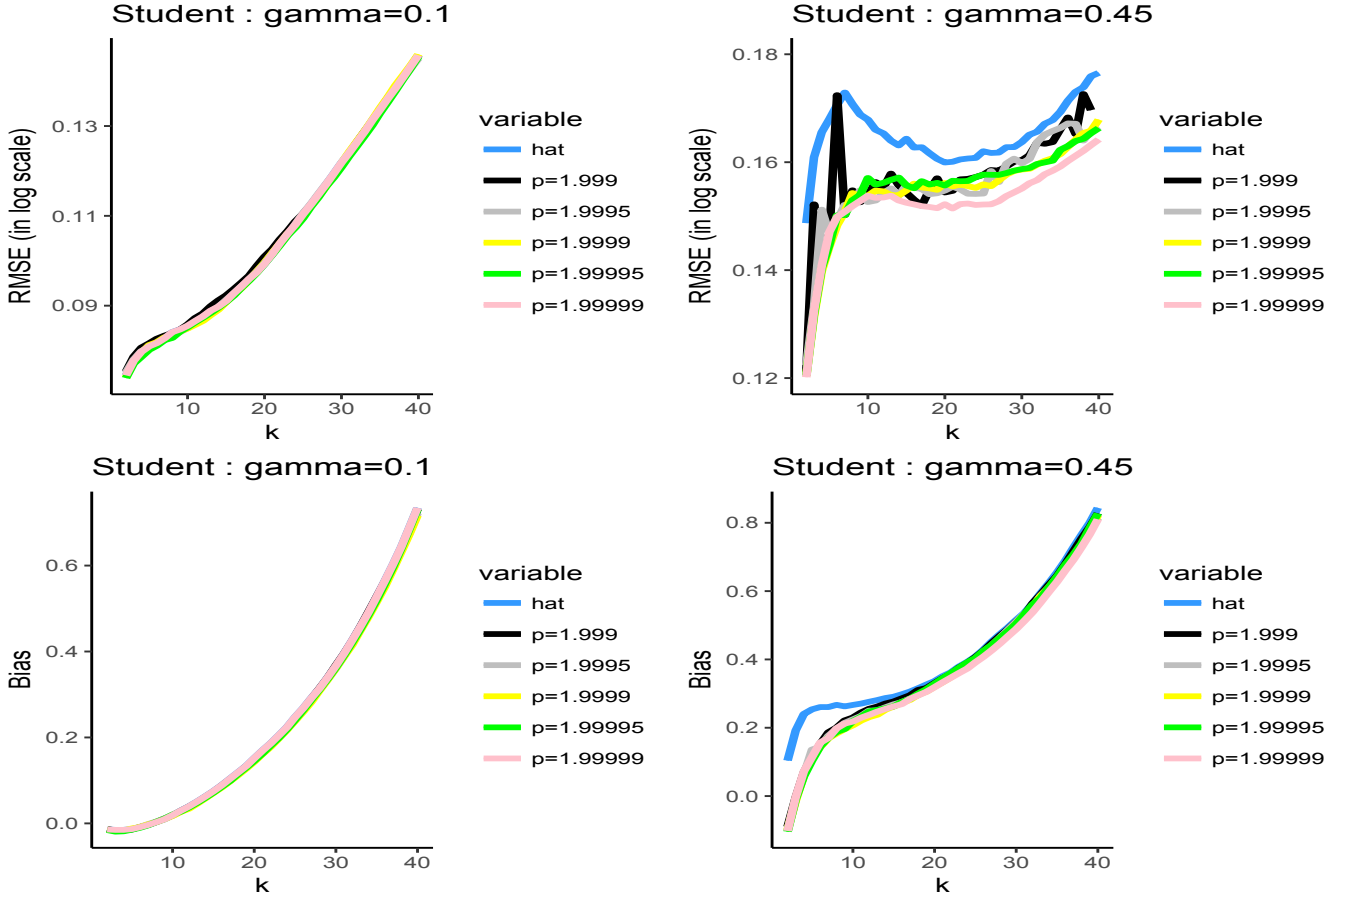 Student : gamma=0.1
RMSE (in log scale)
0.13
0.11
0.09
10 20 30 40
k
variable
hat
p=1.999
p=1.9995
p=1.9999
p=1.99995
p=1.99999
Student : gamma=0.45
RMSE (in log scale)
0.18
0.16
0.14
0.12
10 20 30 40
k
variable
hat
p=1.999
p=1.9995
p=1.9999
p=1.99995
p=1.99999
Student : gamma=0.1
Bias
0.6
0.4
0.2
0.0
10 20 30 40
k
variable
hat
p=1.999
p=1.9995
p=1.9999
p=1.99995
p=1.99999
Student : gamma=0.45
Bias
0.8
0.6
0.4
0.2
0.0
10 20 30 40
k
variable
hat
p=1.999
p=1.9995
p=1.9999
p=1.99995
p=1.99999